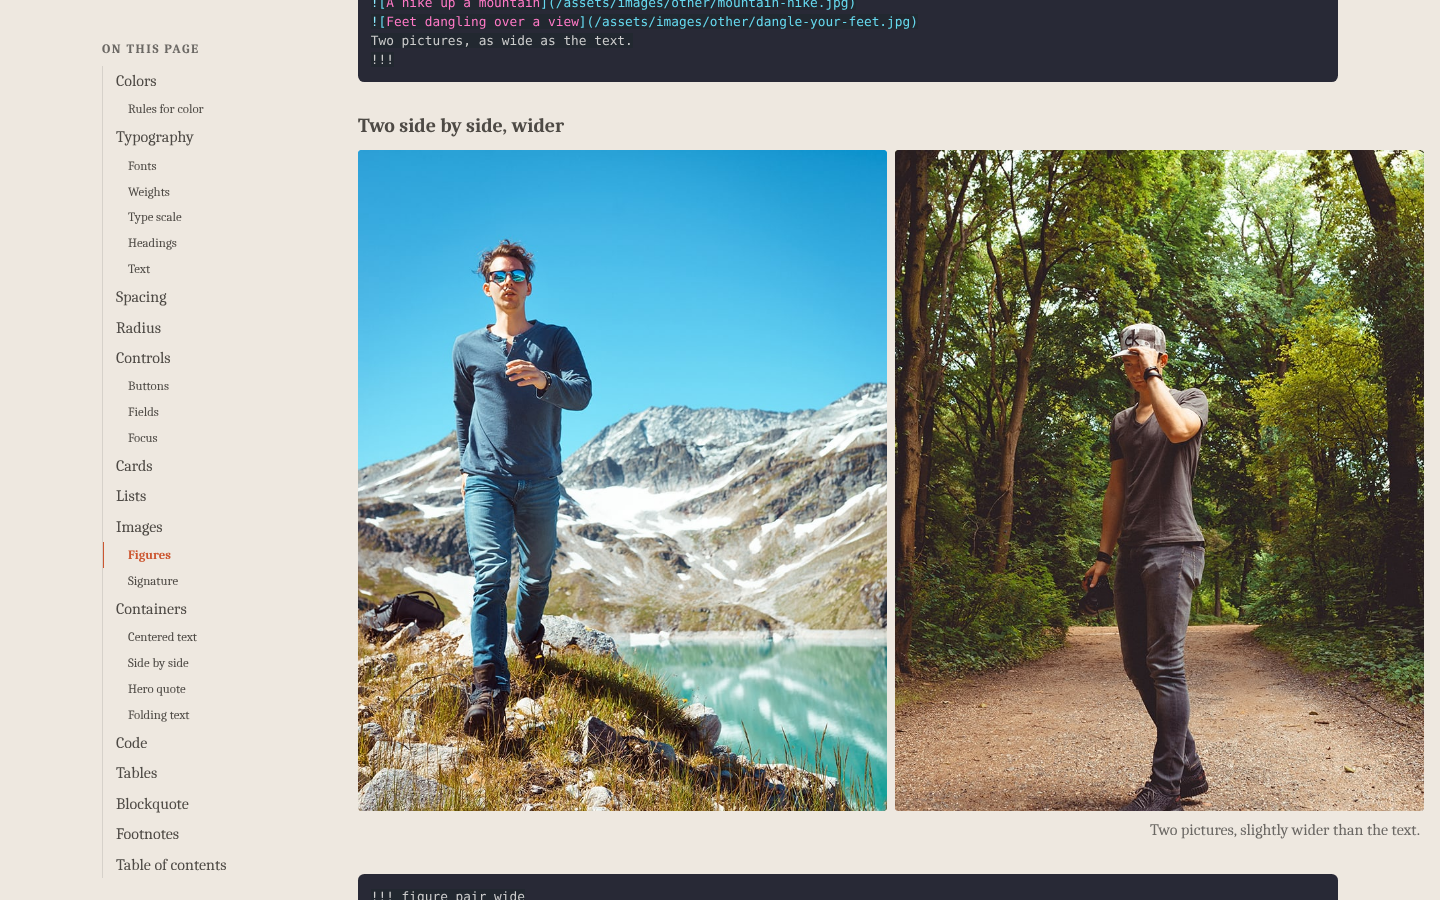 ![A hike up a mountain](/assets/images/other/mountain-hike.jpg)
![Feet dangling over a view](/assets/images/other/dangle-your-feet.jpg)
Two pictures, as wide as the text.
!!!
ON THIS PAGE
Colors
Rules for color
Typography
Fonts
Weights
Type scale
Headings
Text
Spacing
Radius
Controls
Buttons
Fields
Focus
Cards
Lists
Images
Figures
Signature
Containers
Centered text
Side by side
Hero quote
Folding text
Code
Tables
Blockquote
Footnotes
Table of contents
Two side by side, wider
Two pictures, slightly wider than the text.
!!! figure pair wide